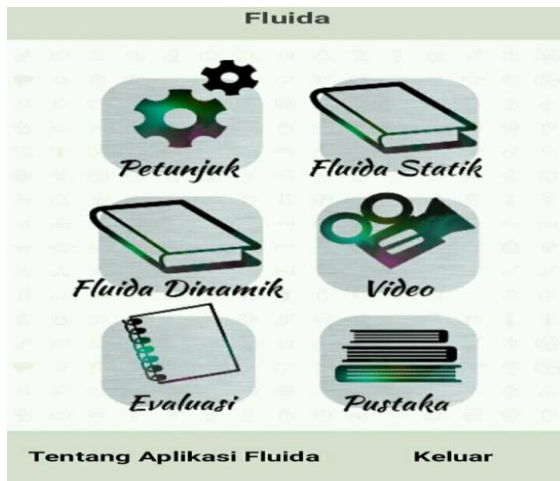 Fluida
Petunjuk Fluida Statik
Fluida Dinamik Video
Evaluasi Pustaka
Tentang Aplikasi Fluida Keluar